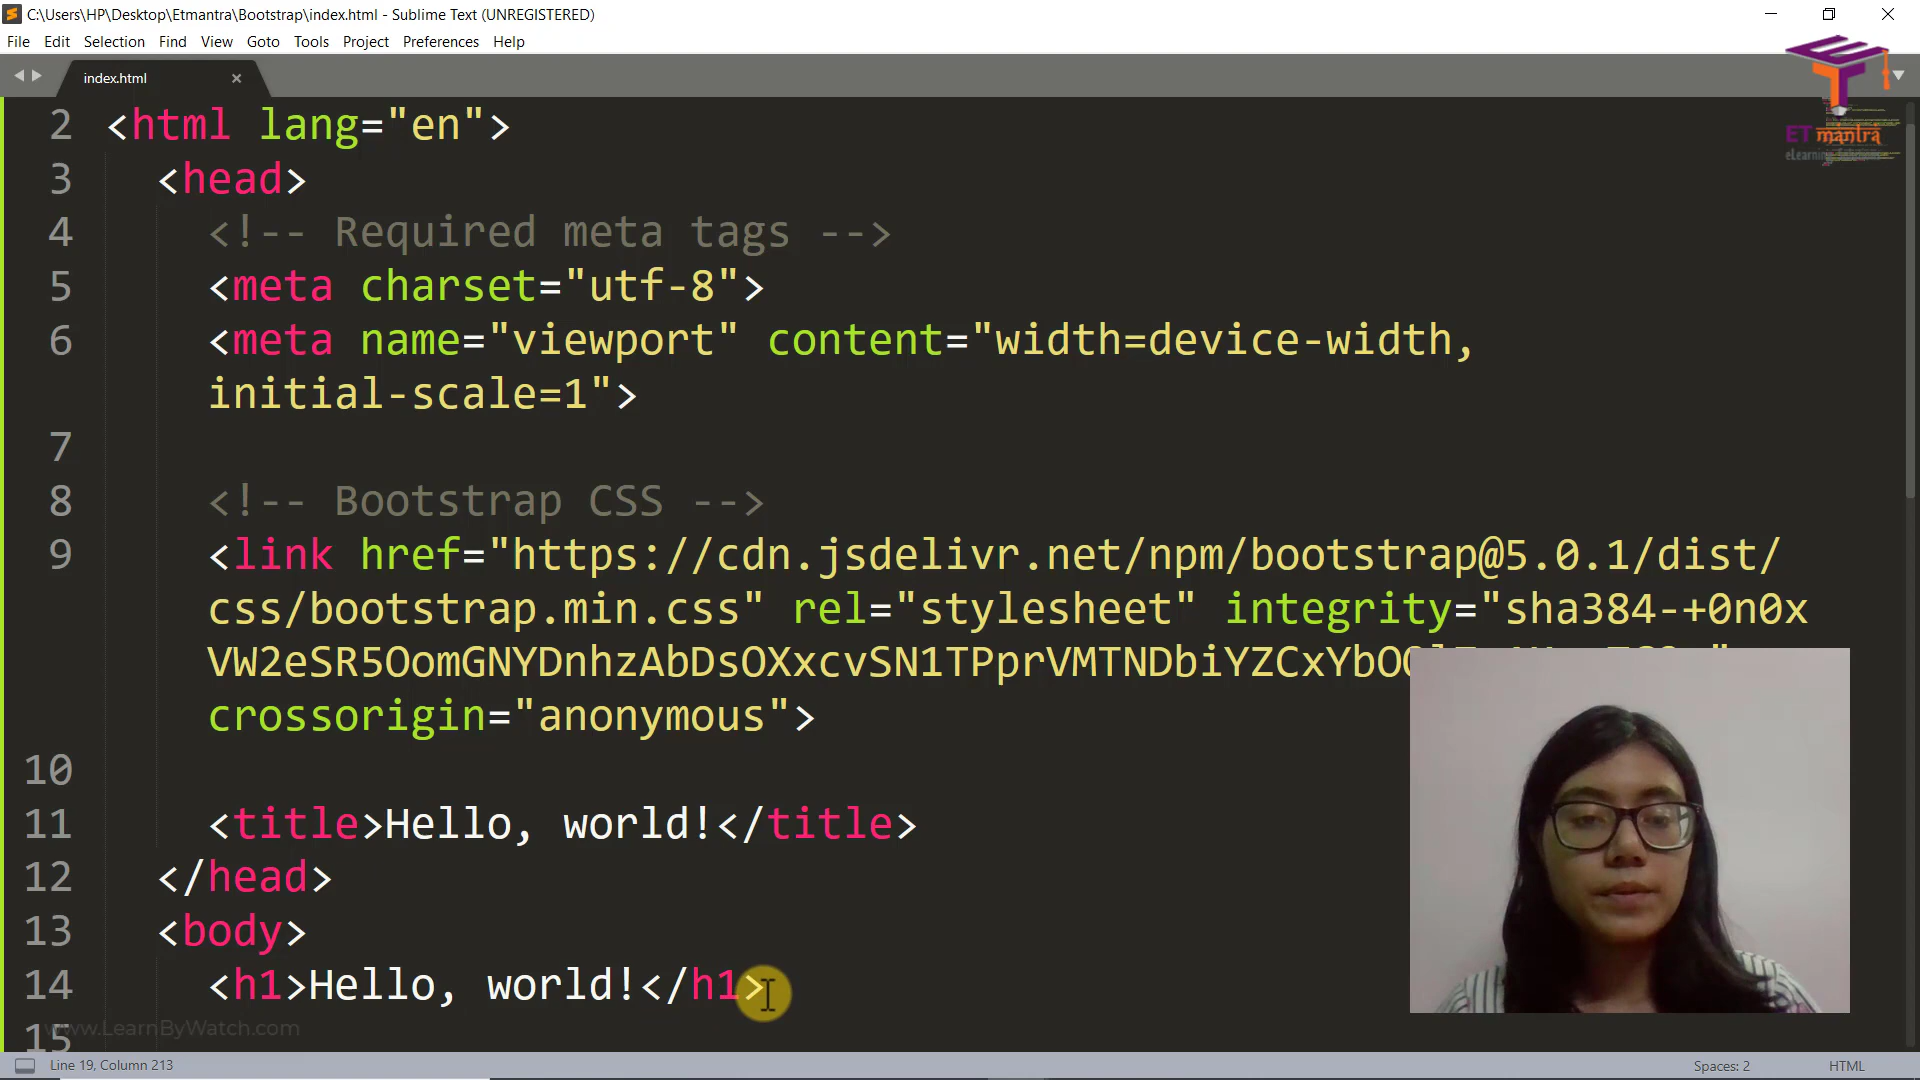 C:\Users\HP\Desktop\Etmantra\Bootstrap\index.html - Sublime Text (UNREGISTERED)
File Edit Selection Find View Goto Tools Project Preferences Help
index.html
ET mantra
2 <html lang="en">
3 <head>
4 <!-- Required meta tags -->
5 <meta charset="utf-8">
6 <meta name="viewport" content="width=device-width,
initial-scale=1">
7
8 <!-- Bootstrap CSS -->
9 <link href="https://cdn.jsdelivr.net/npm/bootstrap@5.0.1/dist/
css/bootstrap.min.css" rel="stylesheet" integrity="sha384-+0n0x
VW2eSR5OomGNYDnhzAbDsOXxcvSN1TPprVMTNDbiYZCxYbO
crossorigin="anonymous">
10
11 <title>Hello, world!</title>
12 </head>
13 <body>
14 <h1>Hello, world!</h1>
www.LearnByWatch.com
15
Line 19, Column 213
Spaces: 2 HTML